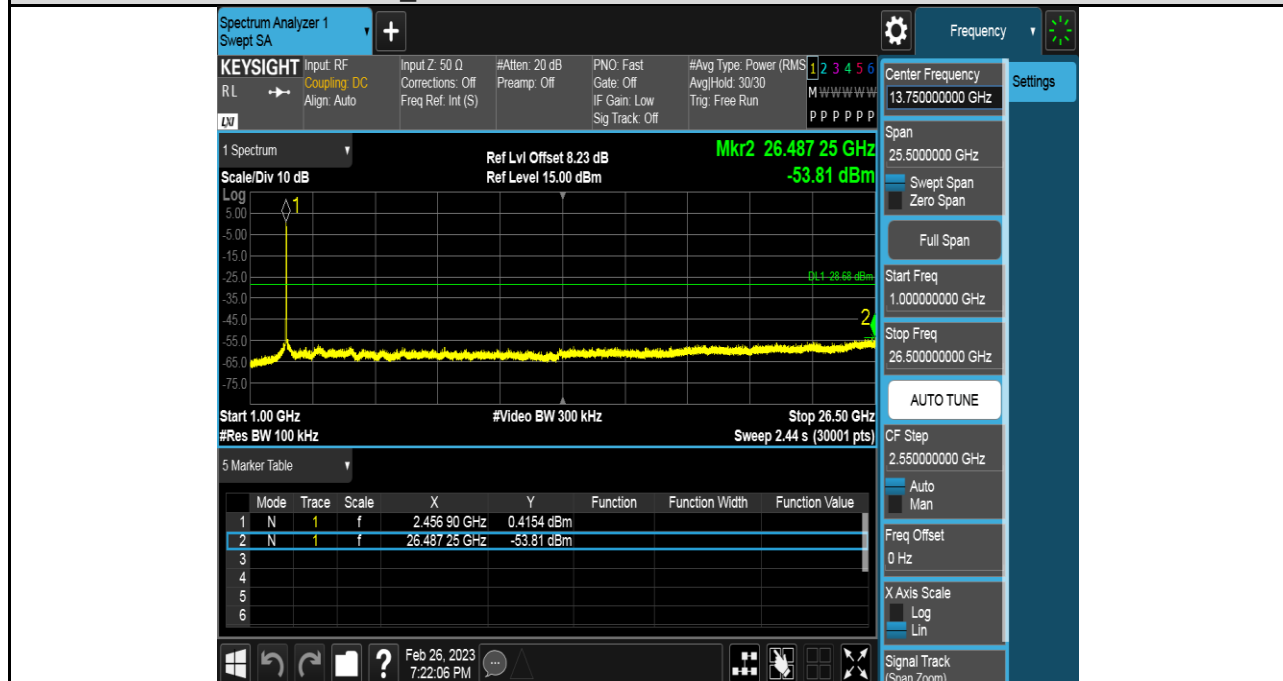 Spectrum Analyzer 1
Swept SA
+
Frequency
KEYSIGHT
RL
LXI
Input: RF
Coupling: DC
Align: Auto
Input Z: 50 Ω
Corrections: Off
Freq Ref: Int (S)
#Atten: 20 dB
Preamp: Off
PNO: Fast
Gate: Off
IF Gain: Low
Sig Track: Off
#Avg Type: Power (RMS
Avg|Hold: 30/30
Trig: Free Run
1 2 3 4 5 6
M W W W W W
P P P P P P
Center Frequency
13.750000000 GHz
Settings
Span
25.5000000 GHz
Swept Span
Zero Span
Full Span
Start Freq
1.000000000 GHz
Stop Freq
26.500000000 GHz
AUTO TUNE
CF Step
2.550000000 GHz
Auto
Man
Freq Offset
0 Hz
X Axis Scale
Log
Lin
Signal Track
(Span Zoom)
1 Spectrum
Scale/Div 10 dB
Ref Lvl Offset 8.23 dB
Ref Level 15.00 dBm
Mkr2 26.487 25 GHz
-53.81 dBm
Log
5.00
-5.00
-15.0
-25.0
-35.0
-45.0
-55.0
-65.0
-75.0
1
DL1 -28.68 dBm
2
Start 1.00 GHz
#Video BW 300 kHz
Stop 26.50 GHz
#Res BW 100 kHz
Sweep 2.44 s (30001 pts)
5 Marker Table
Mode Trace Scale X Y Function Function Width Function Value
1 N 1 f 2.456 90 GHz 0.4154 dBm
2 N 1 f 26.487 25 GHz -53.81 dBm
3
4
5
6
?
Feb 26, 2023
7:22:06 PM